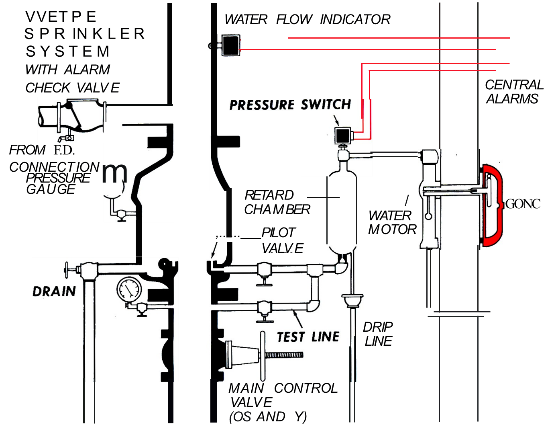 VVETPE
SPRINKLER
SYSTEM
WITH ALARM
CHECK VALVE
WATER FLOW INDICATOR
CENTRAL
ALARMS
PRESSURE SWITCH
FROM F.D.
CONNECTION
PRESSURE
GAUGE
m
RETARD
CHAMBER
WATER
MOTOR
GONC
PILOT
VALVE
DRAIN
TEST LINE
DRIP
LINE
MAIN CONTROL
VALVE
(OS AND Y)